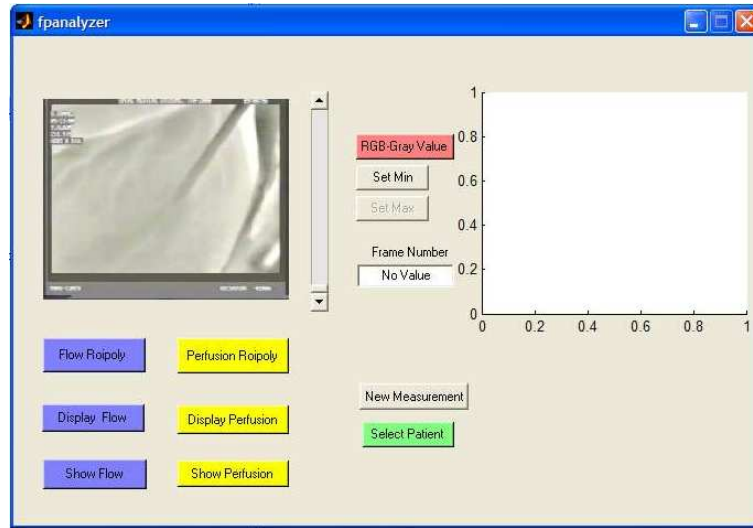 fpanalyzer
RGB-Gray Value
Set Min
Set Max
Frame Number
No Value
1
0.8
0.6
0.4
0.2
0
0 0.2 0.4 0.6 0.8 1
Flow Roipoly
Perfusion Roipoly
Display Flow
Display Perfusion
Show Flow
Show Perfusion
New Measurement
Select Patient